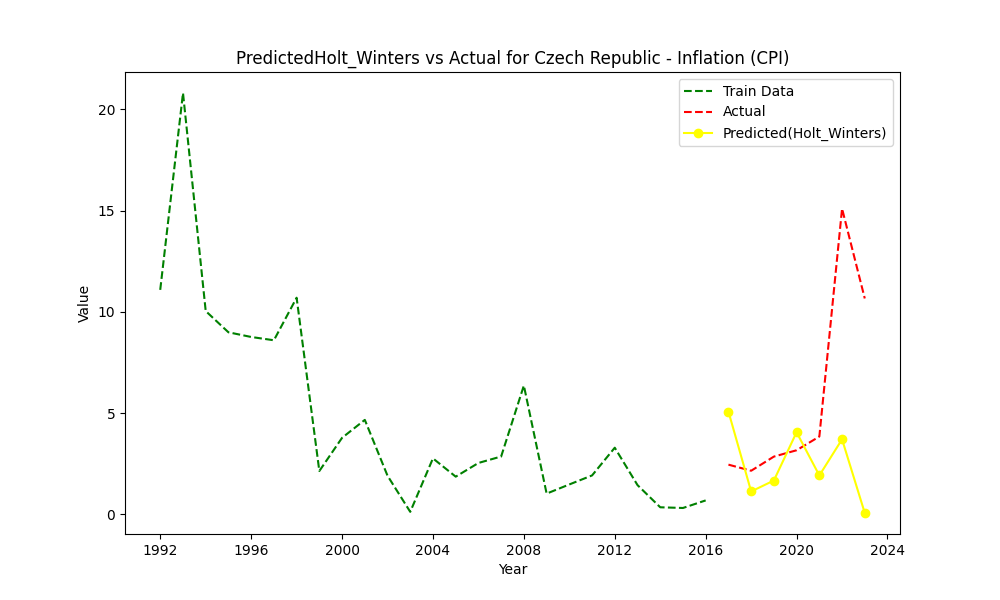 PredictedHolt_Winters vs Actual for Czech Republic - Inflation (CPI)
Train Data
Actual
Predicted(Holt_Winters)
20
15
10
5
0
Value
1992 1996 2000 2004 2008 2012 2016 2020 2024
Year